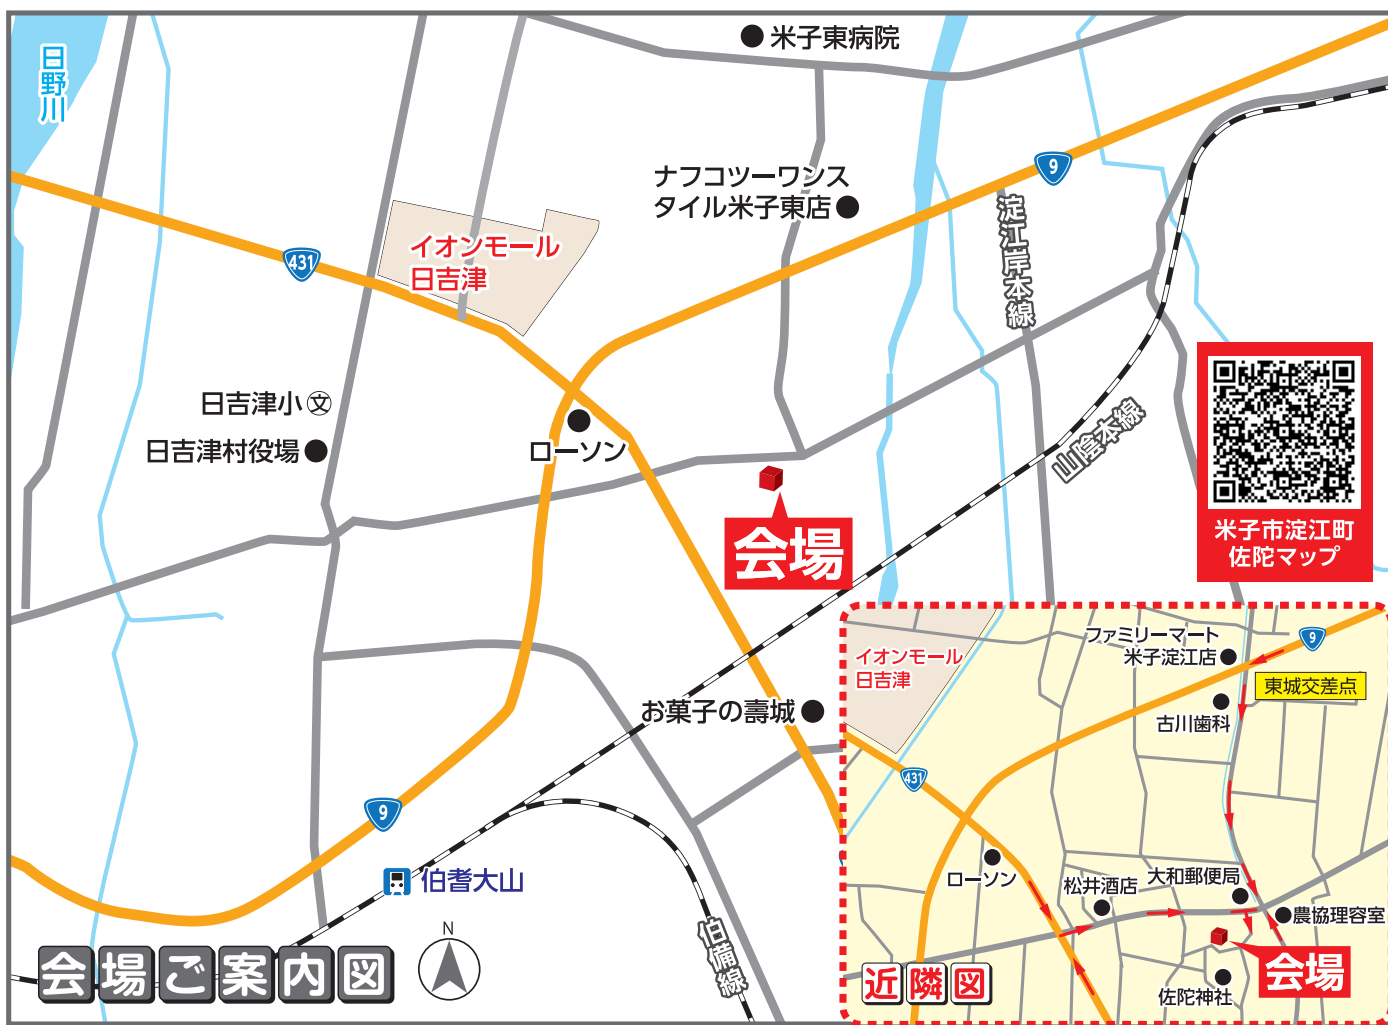 日野川
米子東病院
9
ナフコツーワンス
タイル米子東店
淀江岸本線
431
イオンモール
日吉津
日吉津小 文
日吉津村役場
ローソン
山陰本線
会場
米子市淀江町
佐陀マップ
お菓子の壽城
9
伯耆大山
伯備線
N
会場ご案内図
イオンモール
日吉津
ファミリーマート
米子淀江店
9
東城交差点
古川歯科
431
ローソン
松井酒店
大和郵便局
農協理容室
会場
佐陀神社
近隣図